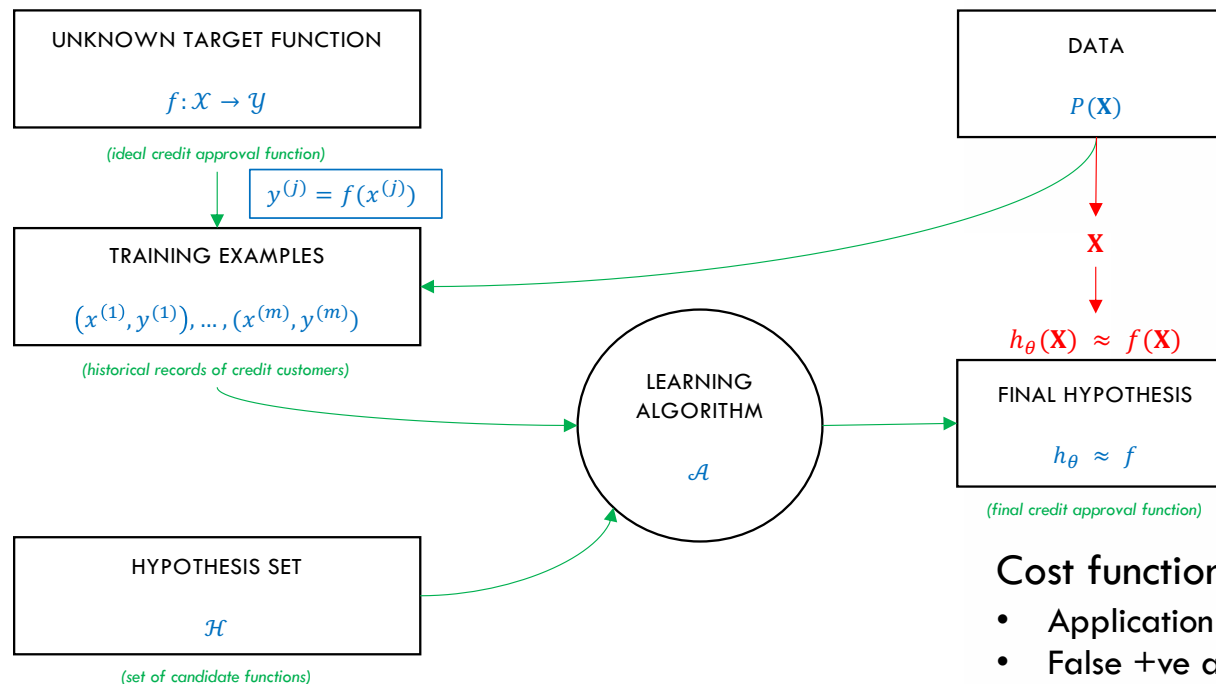 UNKNOWN TARGET FUNCTION
f: 𝒳 → 𝒴
(ideal credit approval function)
y^(j) = f(x^(j))
TRAINING EXAMPLES
(x^(1), y^(1)), … , (x^(m), y^(m))
(historical records of credit customers)
HYPOTHESIS SET
ℋ
(set of candidate functions)
LEARNING
ALGORITHM
𝒜
DATA
P(𝐗)
𝐗
h_θ(𝐗) ≈ f(𝐗)
FINAL HYPOTHESIS
h_θ ≈ f
(final credit approval function)
Cost function
• Application
• False +ve